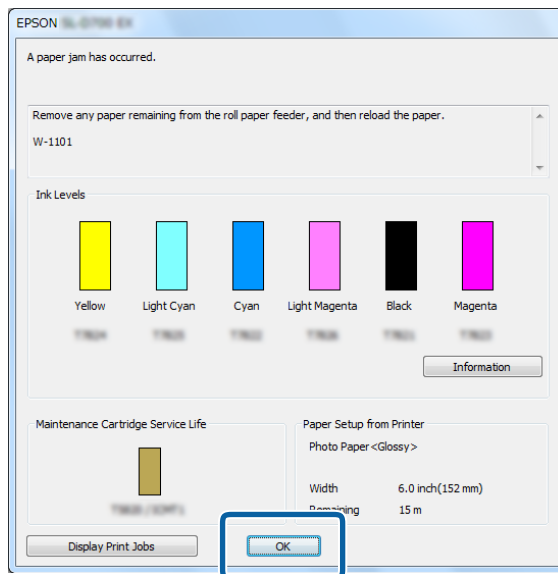 EPSON
A paper jam has occurred.
Remove any paper remaining from the roll paper feeder, and then reload the paper.
W-1101
Ink Levels
Yellow Light Cyan Cyan Light Magenta Black Magenta
Information
Maintenance Cartridge Service Life
Paper Setup from Printer
Photo Paper<Glossy>
Width 6.0 inch(152 mm)
Remaining 15 m
Display Print Jobs
OK